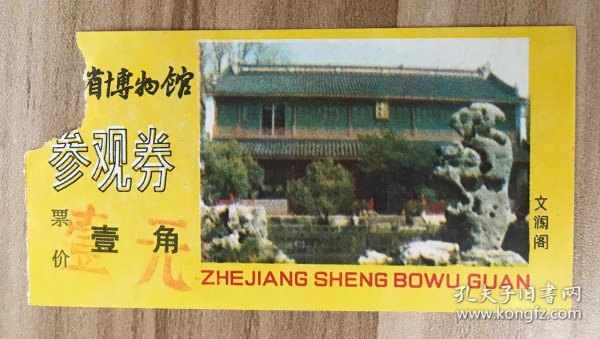 省博物馆
参观券
票价 壹角
壹元
文澜阁
ZHEJIANG SHENG BOWU GUAN
孔夫子旧书网
www.kongfz.com